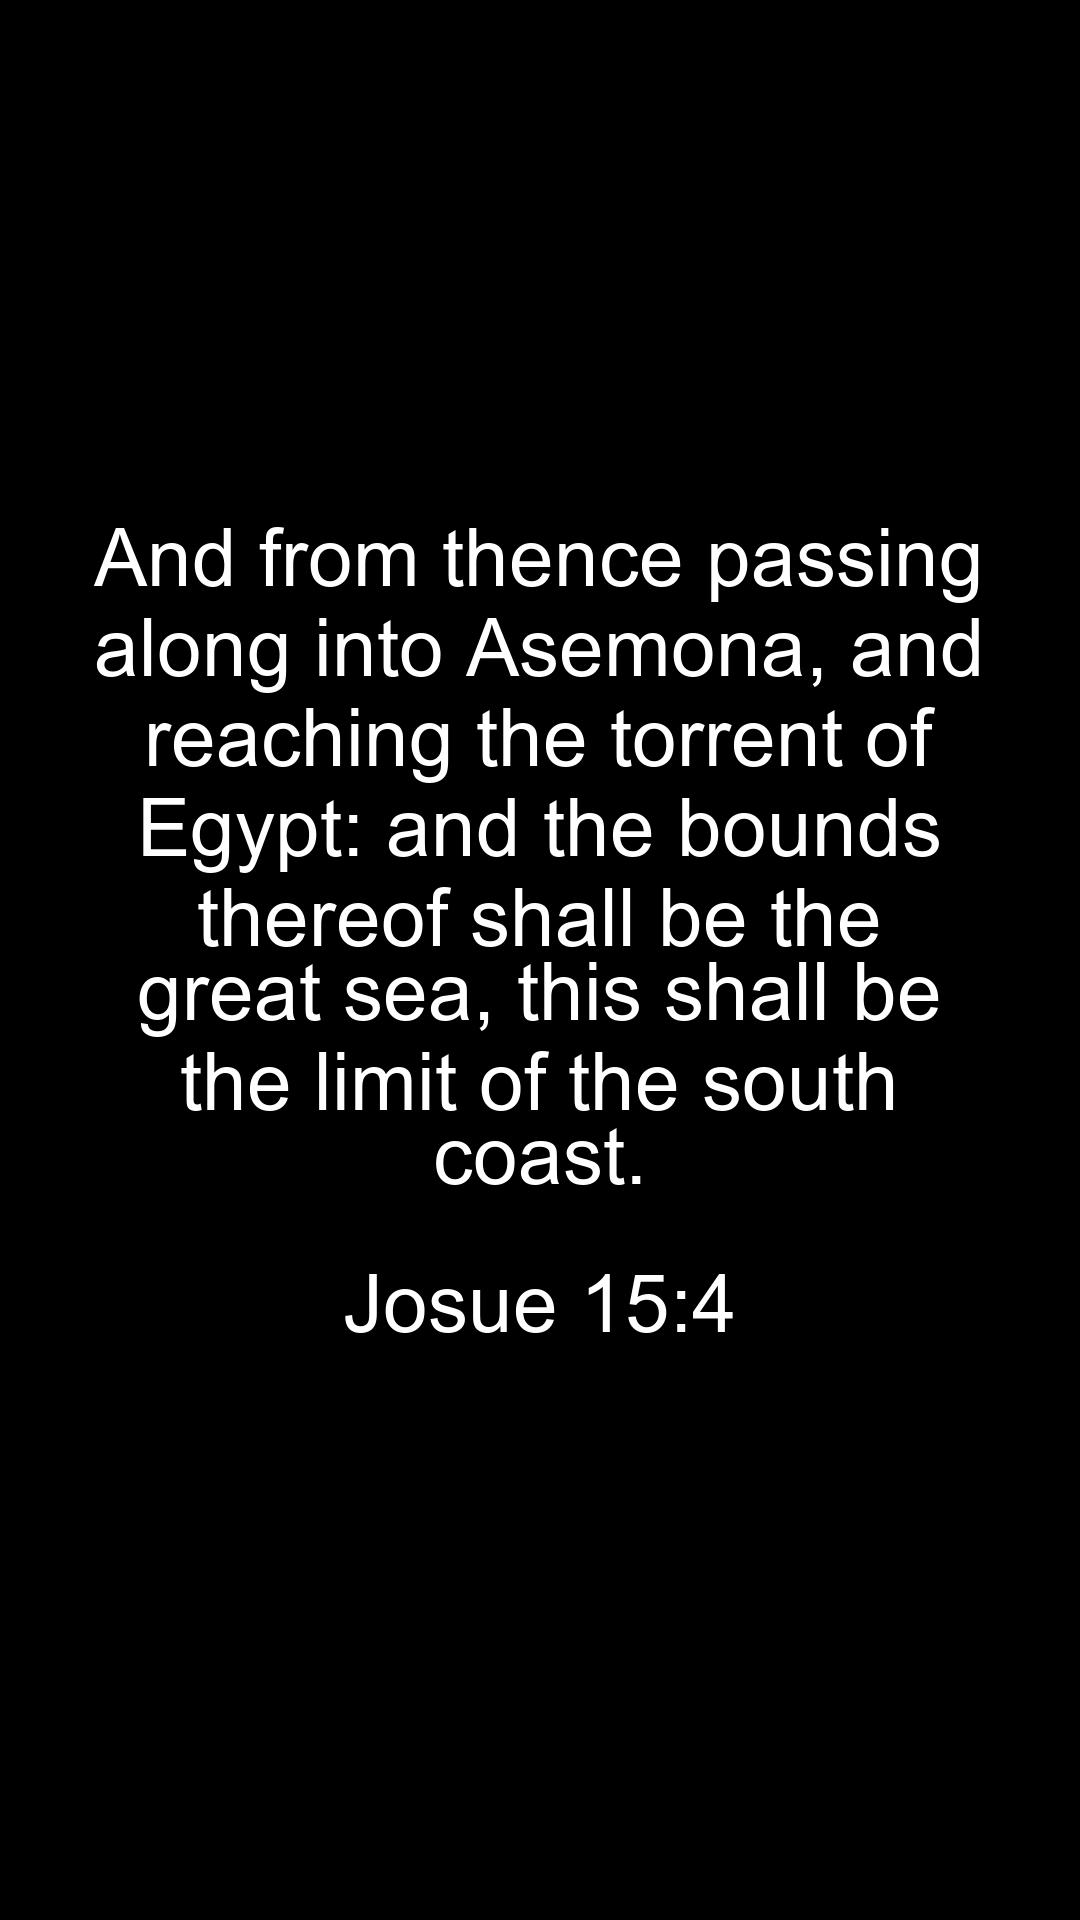 And from thence passing
along into Asemona, and
reaching the torrent of
Egypt: and the bounds
thereof shall be the
great sea, this shall be
the limit of the south
coast.
Josue 15:4